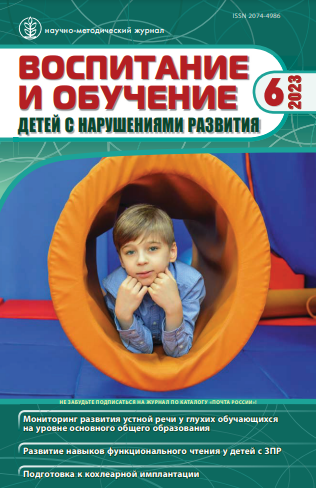 ISSN 2074-4986
научно-методический журнал
ВОСПИТАНИЕ
И ОБУЧЕНИЕ
6
2023
ДЕТЕЙ С НАРУШЕНИЯМИ РАЗВИТИЯ
НЕ ЗАБУДЬТЕ ПОДПИСАТЬСЯ НА ЖУРНАЛ ПО КАТАЛОГУ «ПОЧТА РОССИИ»!
Мониторинг развития устной речи у глухих обучающихся
на уровне основного общего образования
Развитие навыков функционального чтения у детей с ЗПР
Подготовка к кохлеарной имплантации